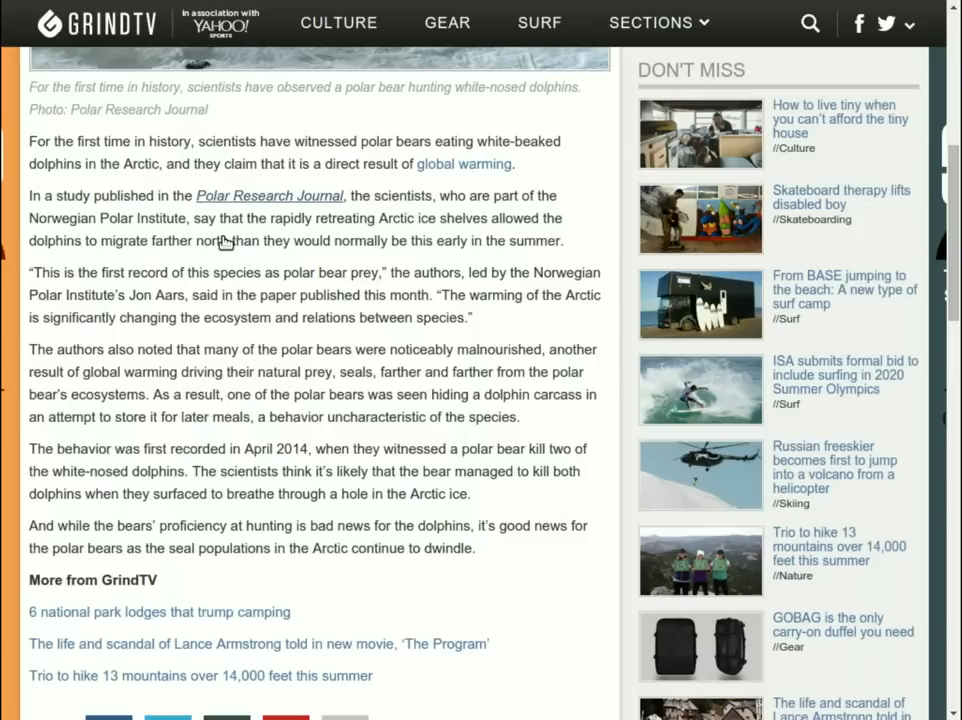 GRINDTV
in association with
YAHOO!
SPORTS
CULTURE
GEAR
SURF
SECTIONS
For the first time in history, scientists have observed a polar bear hunting white-nosed dolphins.
Photo: Polar Research Journal
For the first time in history, scientists have witnessed polar bears eating white-beaked
dolphins in the Arctic, and they claim that it is a direct result of global warming.
In a study published in the Polar Research Journal, the scientists, who are part of the
Norwegian Polar Institute, say that the rapidly retreating Arctic ice shelves allowed the
dolphins to migrate farther north than they would normally be this early in the summer.
“This is the first record of this species as polar bear prey,” the authors, led by the Norwegian
Polar Institute’s Jon Aars, said in the paper published this month. “The warming of the Arctic
is significantly changing the ecosystem and relations between species.”
The authors also noted that many of the polar bears were noticeably malnourished, another
result of global warming driving their natural prey, seals, farther and farther from the polar
bear’s ecosystems. As a result, one of the polar bears was seen hiding a dolphin carcass in
an attempt to store it for later meals, a behavior uncharacteristic of the species.
The behavior was first recorded in April 2014, when they witnessed a polar bear kill two of
the white-nosed dolphins. The scientists think it’s likely that the bear managed to kill both
dolphins when they surfaced to breathe through a hole in the Arctic ice.
And while the bears’ proficiency at hunting is bad news for the dolphins, it’s good news for
the polar bears as the seal populations in the Arctic continue to dwindle.
More from GrindTV
6 national park lodges that trump camping
The life and scandal of Lance Armstrong told in new movie, ‘The Program’
Trio to hike 13 mountains over 14,000 feet this summer
DON'T MISS
How to live tiny when
you can’t afford the tiny
house
//Culture
Skateboard therapy lifts
disabled boy
//Skateboarding
From BASE jumping to
the beach: A new type of
surf camp
//Surf
ISA submits formal bid to
include surfing in 2020
Summer Olympics
//Surf
Russian freeskier
becomes first to jump
into a volcano from a
helicopter
//Skiing
Trio to hike 13
mountains over 14,000
feet this summer
//Nature
GOBAG is the only
carry-on duffel you need
//Gear
The life and scandal of
Lance Armstrong told in